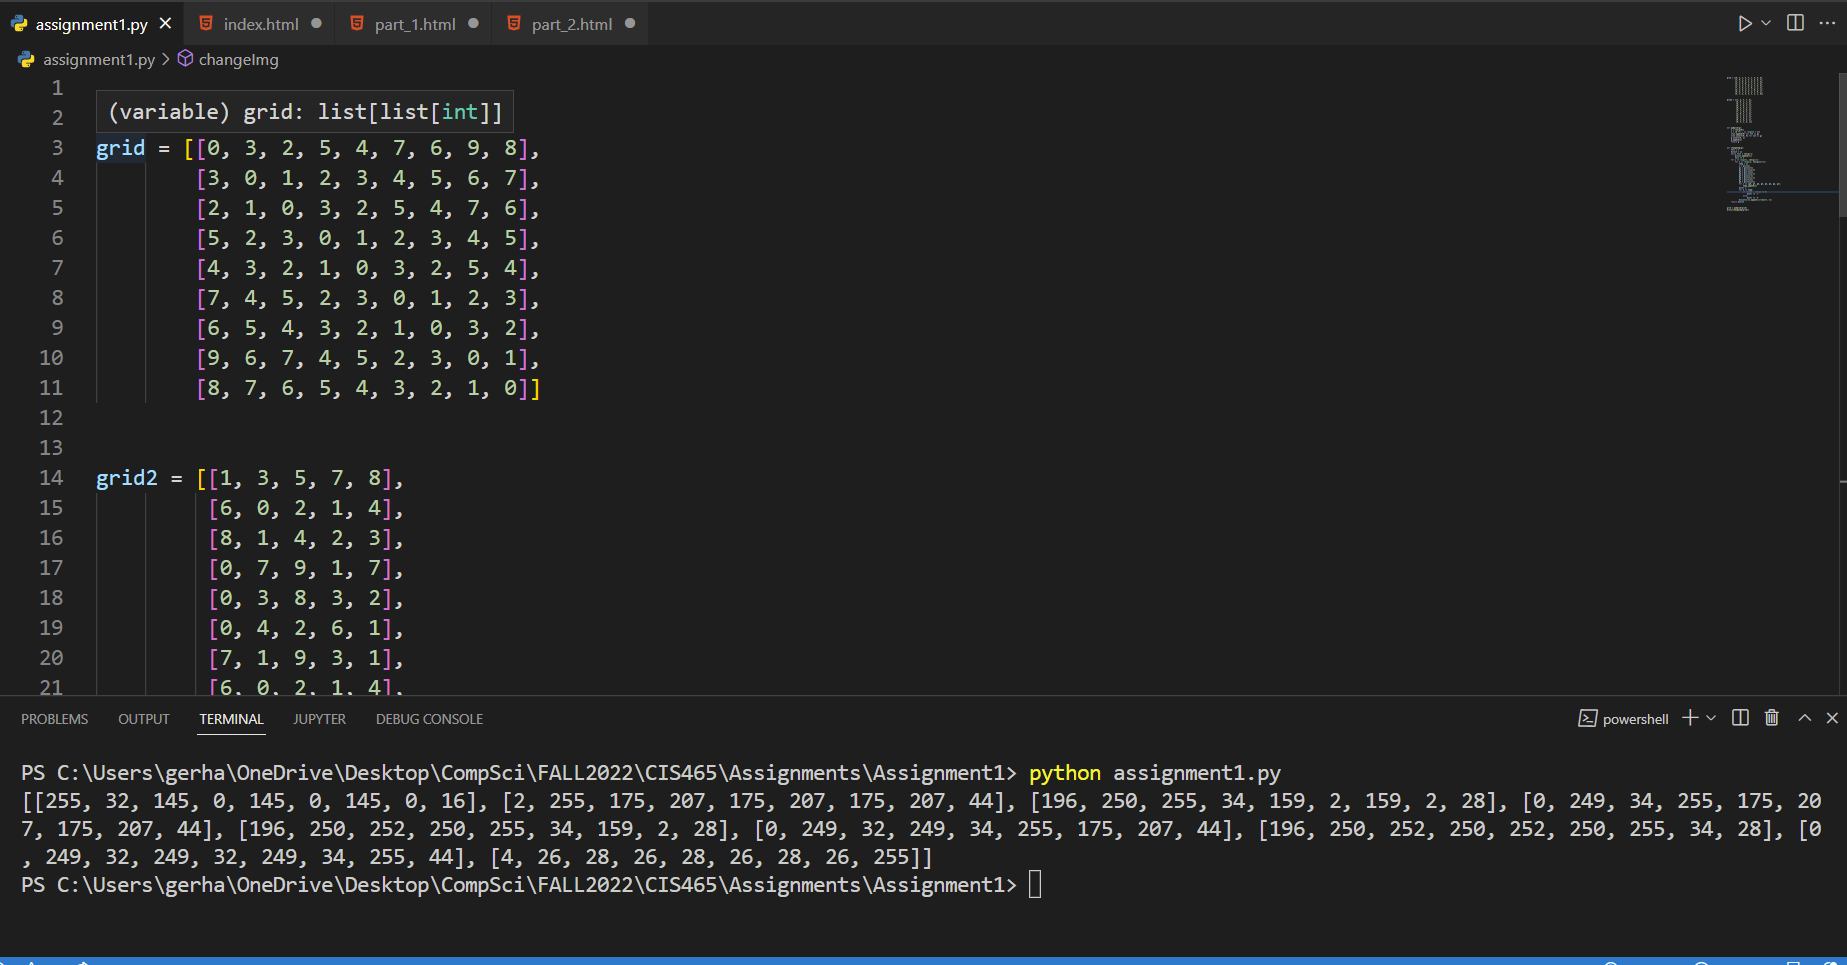 assignment1.py index.html part_1.html part_2.html
assignment1.py > changeImg
1
2 (variable) grid: list[list[int]]
3 grid = [[0, 3, 2, 5, 4, 7, 6, 9, 8],
4 [3, 0, 1, 2, 3, 4, 5, 6, 7],
5 [2, 1, 0, 3, 2, 5, 4, 7, 6],
6 [5, 2, 3, 0, 1, 2, 3, 4, 5],
7 [4, 3, 2, 1, 0, 3, 2, 5, 4],
8 [7, 4, 5, 2, 3, 0, 1, 2, 3],
9 [6, 5, 4, 3, 2, 1, 0, 3, 2],
10 [9, 6, 7, 4, 5, 2, 3, 0, 1],
11 [8, 7, 6, 5, 4, 3, 2, 1, 0]]
12
13
14 grid2 = [[1, 3, 5, 7, 8],
15 [6, 0, 2, 1, 4],
16 [8, 1, 4, 2, 3],
17 [0, 7, 9, 1, 7],
18 [0, 3, 8, 3, 2],
19 [0, 4, 2, 6, 1],
20 [7, 1, 9, 3, 1],
21 [6, 0, 2, 1, 4],
PROBLEMS OUTPUT TERMINAL JUPYTER DEBUG CONSOLE powershell
PS C:\Users\gerha\OneDrive\Desktop\CompSci\FALL2022\CIS465\Assignments\Assignment1> python assignment1.py
[[255, 32, 145, 0, 145, 0, 145, 0, 16], [2, 255, 175, 207, 175, 207, 175, 207, 44], [196, 250, 255, 34, 159, 2, 159, 2, 28], [0, 249, 34, 255, 175, 20
7, 175, 207, 44], [196, 250, 252, 250, 255, 34, 159, 2, 28], [0, 249, 32, 249, 34, 255, 175, 207, 44], [196, 250, 252, 250, 252, 250, 255, 34, 28], [0
, 249, 32, 249, 32, 249, 34, 255, 44], [4, 26, 28, 26, 28, 26, 28, 26, 255]]
PS C:\Users\gerha\OneDrive\Desktop\CompSci\FALL2022\CIS465\Assignments\Assignment1>